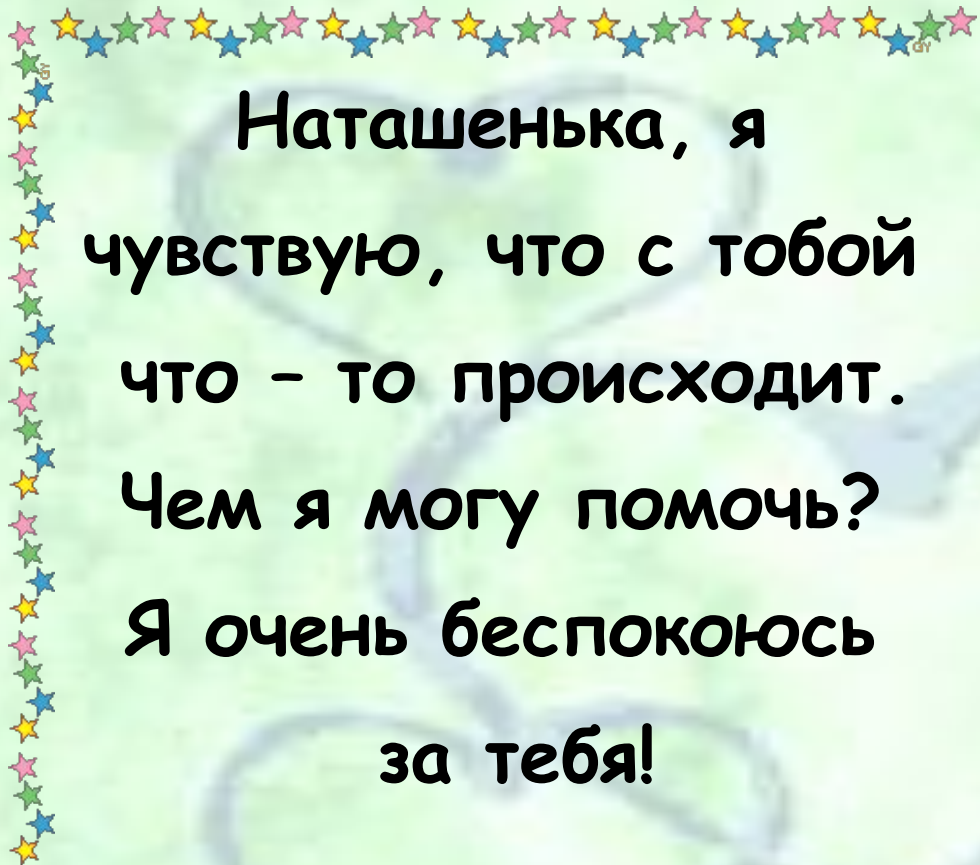 Наташенька, я
чувствую, что с тобой
что – то происходит.
Чем я могу помочь?
Я очень беспокоюсь
за тебя!